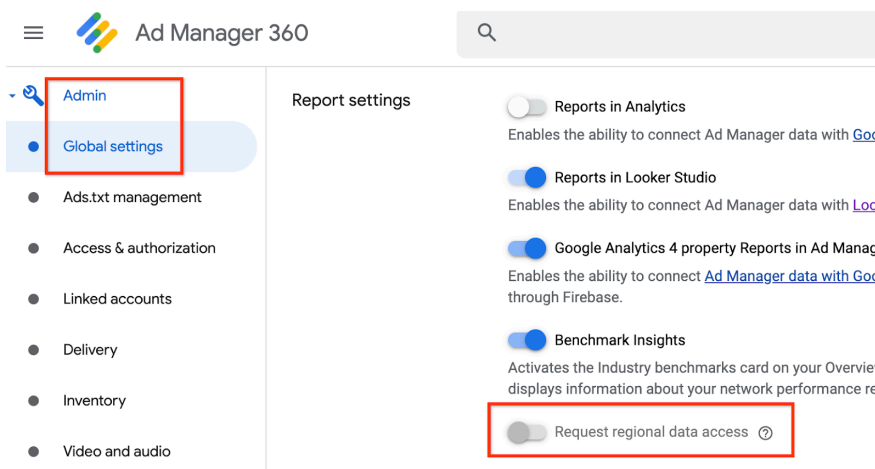 Ad Manager 360
Admin
Global settings
Ads.txt management
Access & authorization
Linked accounts
Delivery
Inventory
Video and audio
Report settings
Reports in Analytics
Enables the ability to connect Ad Manager data with
Reports in Looker Studio
Enables the ability to connect Ad Manager data with
Google Analytics 4 property Reports in Ad
Enables the ability to connect Ad Manager data with
through Firebase.
Benchmark Insights
Activates the Industry benchmarks card on your
displays information about your network performance
Request regional data access